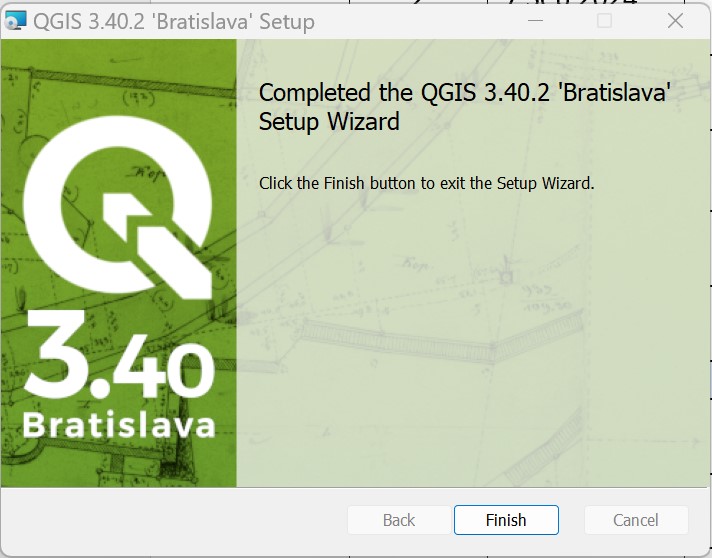 QGIS 3.40.2 'Bratislava' Setup
Completed the QGIS 3.40.2 'Bratislava'
Setup Wizard
Click the Finish button to exit the Setup Wizard.
3.40
Bratislava
Back
Finish
Cancel